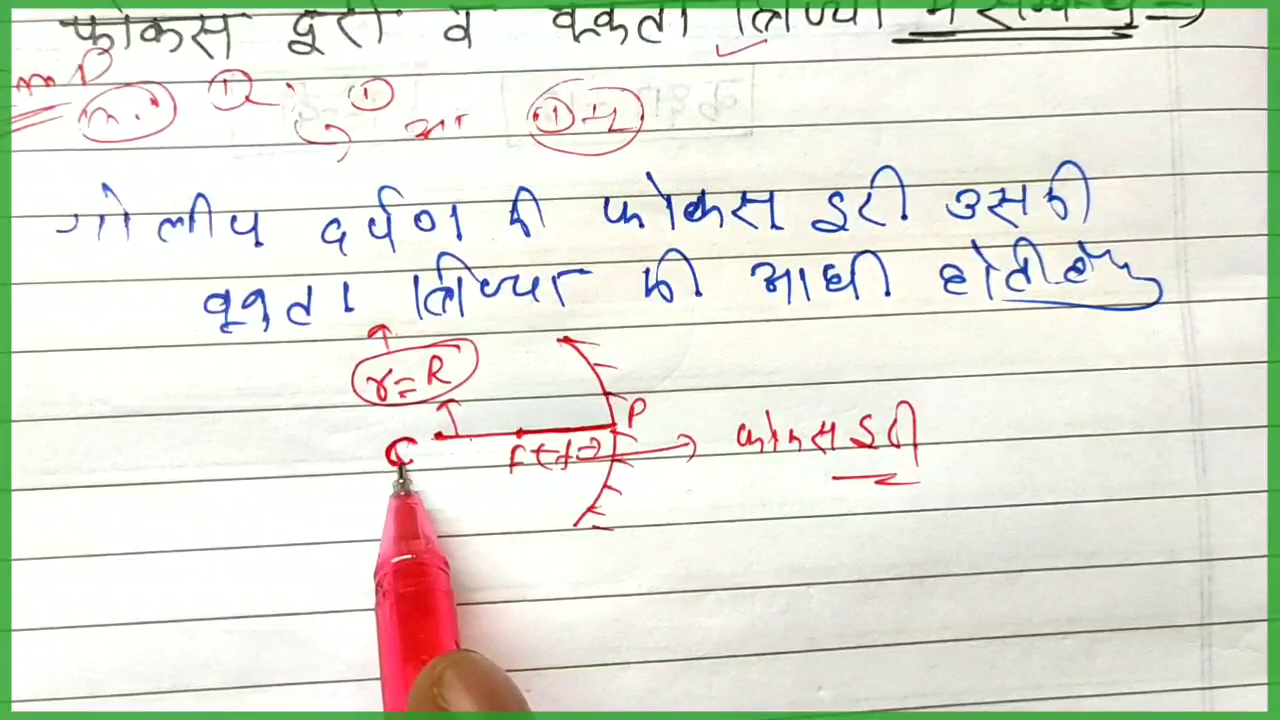 फोकस दूरी व वक्रता त्रिज्या में सम्बन्ध ⇒
गोलीय दर्पण की फोकस दूरी उसकी
वक्रता त्रिज्या की आधी होती है
r = R
P
C
F ← f → → फोकस दूरी